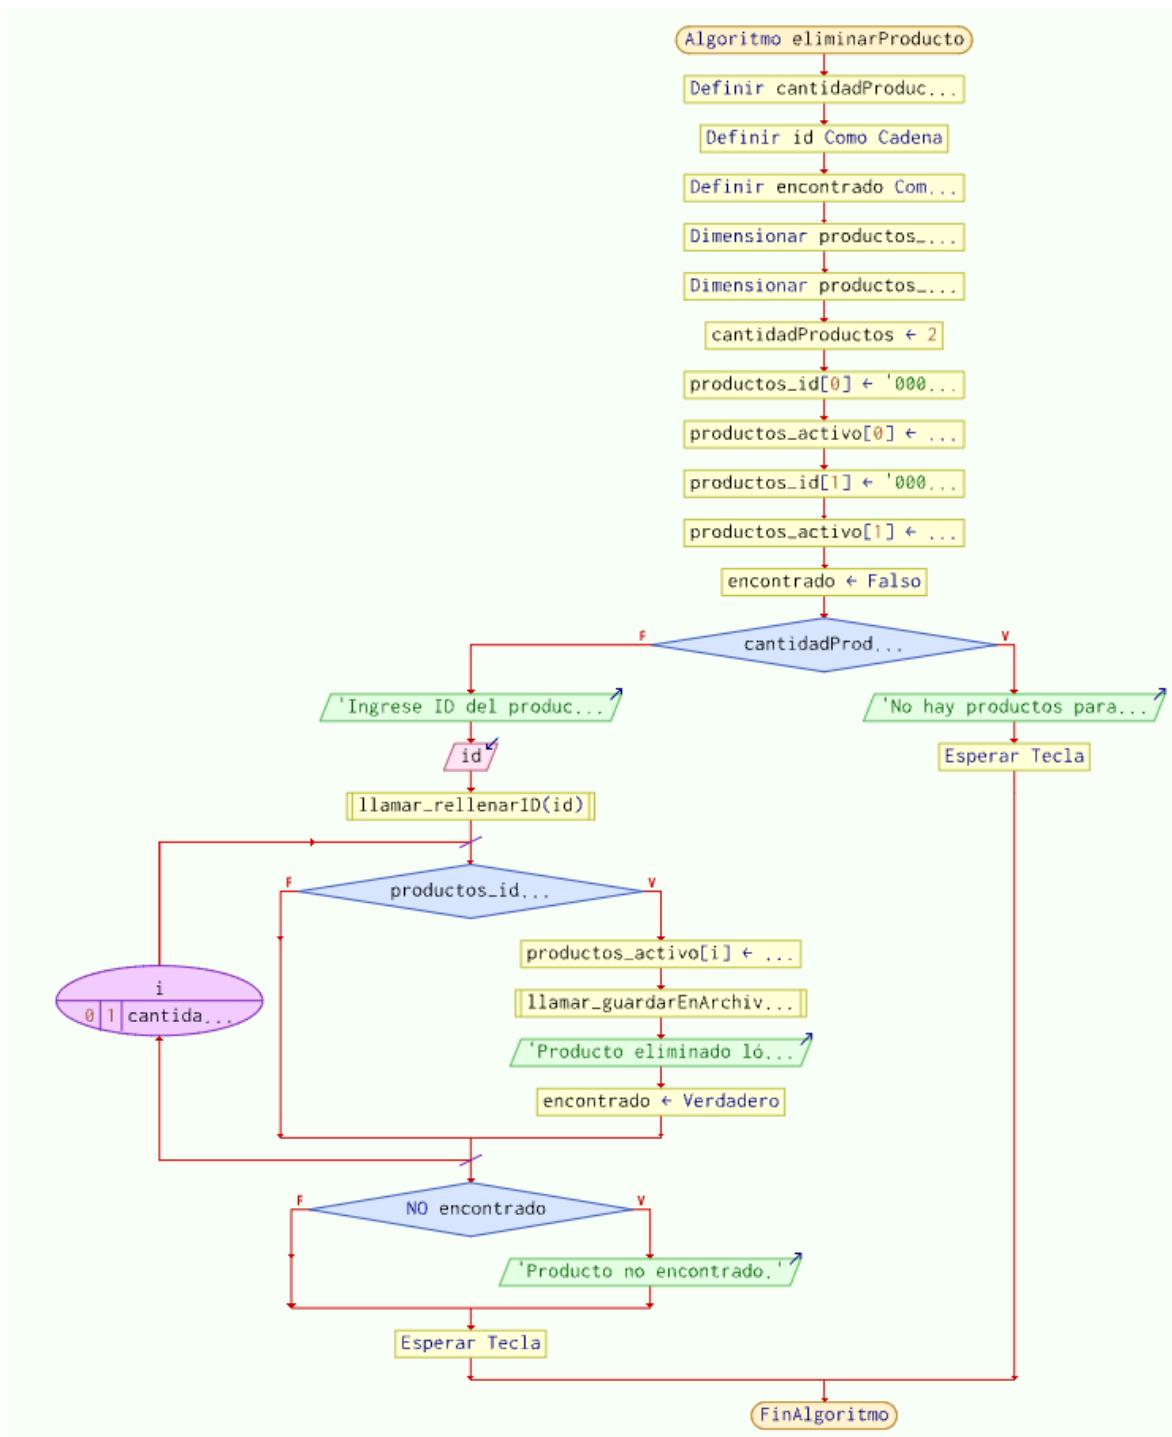 Algoritmo eliminarProducto
Definir cantidadProduc...
Definir id Como Cadena
Definir encontrado Com...
Dimensionar productos_...
Dimensionar productos_...
cantidadProductos ← 2
productos_id[0] ← '000...
productos_activo[0] ← ...
productos_id[1] ← '000...
productos_activo[1] ← ...
encontrado ← Falso
F cantidadProd... V
'Ingrese ID del produc...
'No hay productos para...
id
Esperar Tecla
llamar_rellenarID(id)
F productos_id... V
productos_activo[i] ← ...
i
0 1 cantida...
llamar_guardarEnArchiv...
'Producto eliminado ló...
encontrado ← Verdadero
F NO encontrado V
'Producto no encontrado.'
Esperar Tecla
FinAlgoritmo